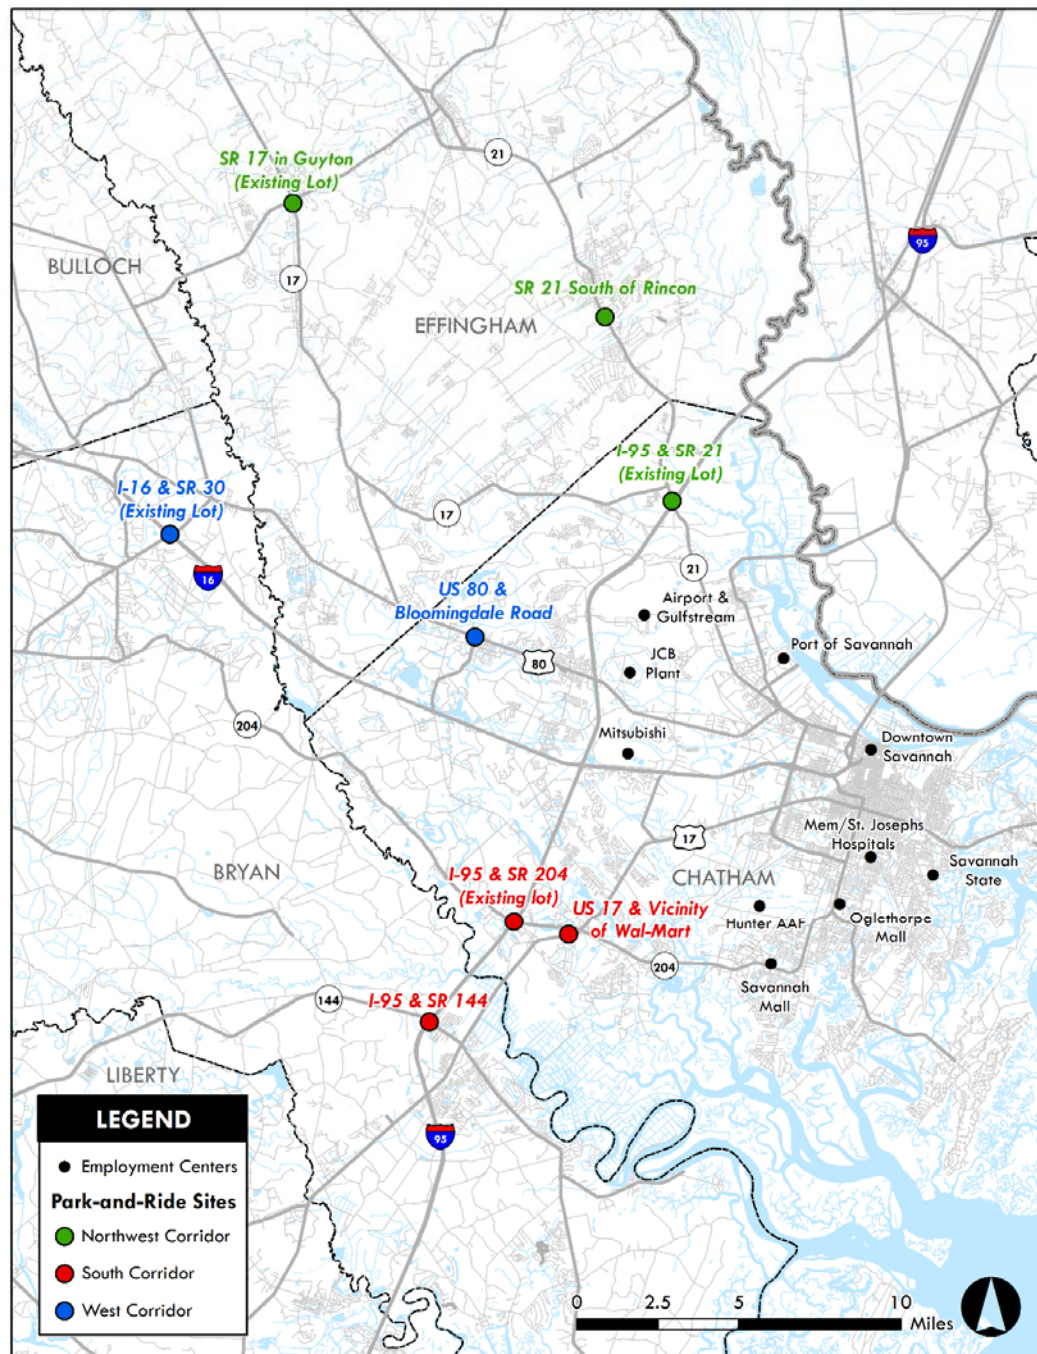 21
SR 17 in Guyton
(Existing Lot)
95
BULLOCH
17
SR 21 South of Rincon
EFFINGHAM
I-95 & SR 21
(Existing Lot)
I-16 & SR 30
(Existing Lot)
17
16
21
US 80 &
Bloomingdale Road
Airport &
Gulfstream
JCB
Plant
Port of Savannah
80
204
Mitsubishi
Downtown
Savannah
17
Mem/St. Josephs
Hospitals
BRYAN
I-95 & SR 204
(Existing lot)
CHATHAM
Savannah
State
US 17 & Vicinity
of Wal-Mart
Hunter AAF
Oglethorpe
Mall
204
Savannah
Mall
144
I-95 & SR 144
LIBERTY
LEGEND
Employment Centers
Park-and-Ride Sites
Northwest Corridor
South Corridor
West Corridor
95
0 2.5 5 10
Miles